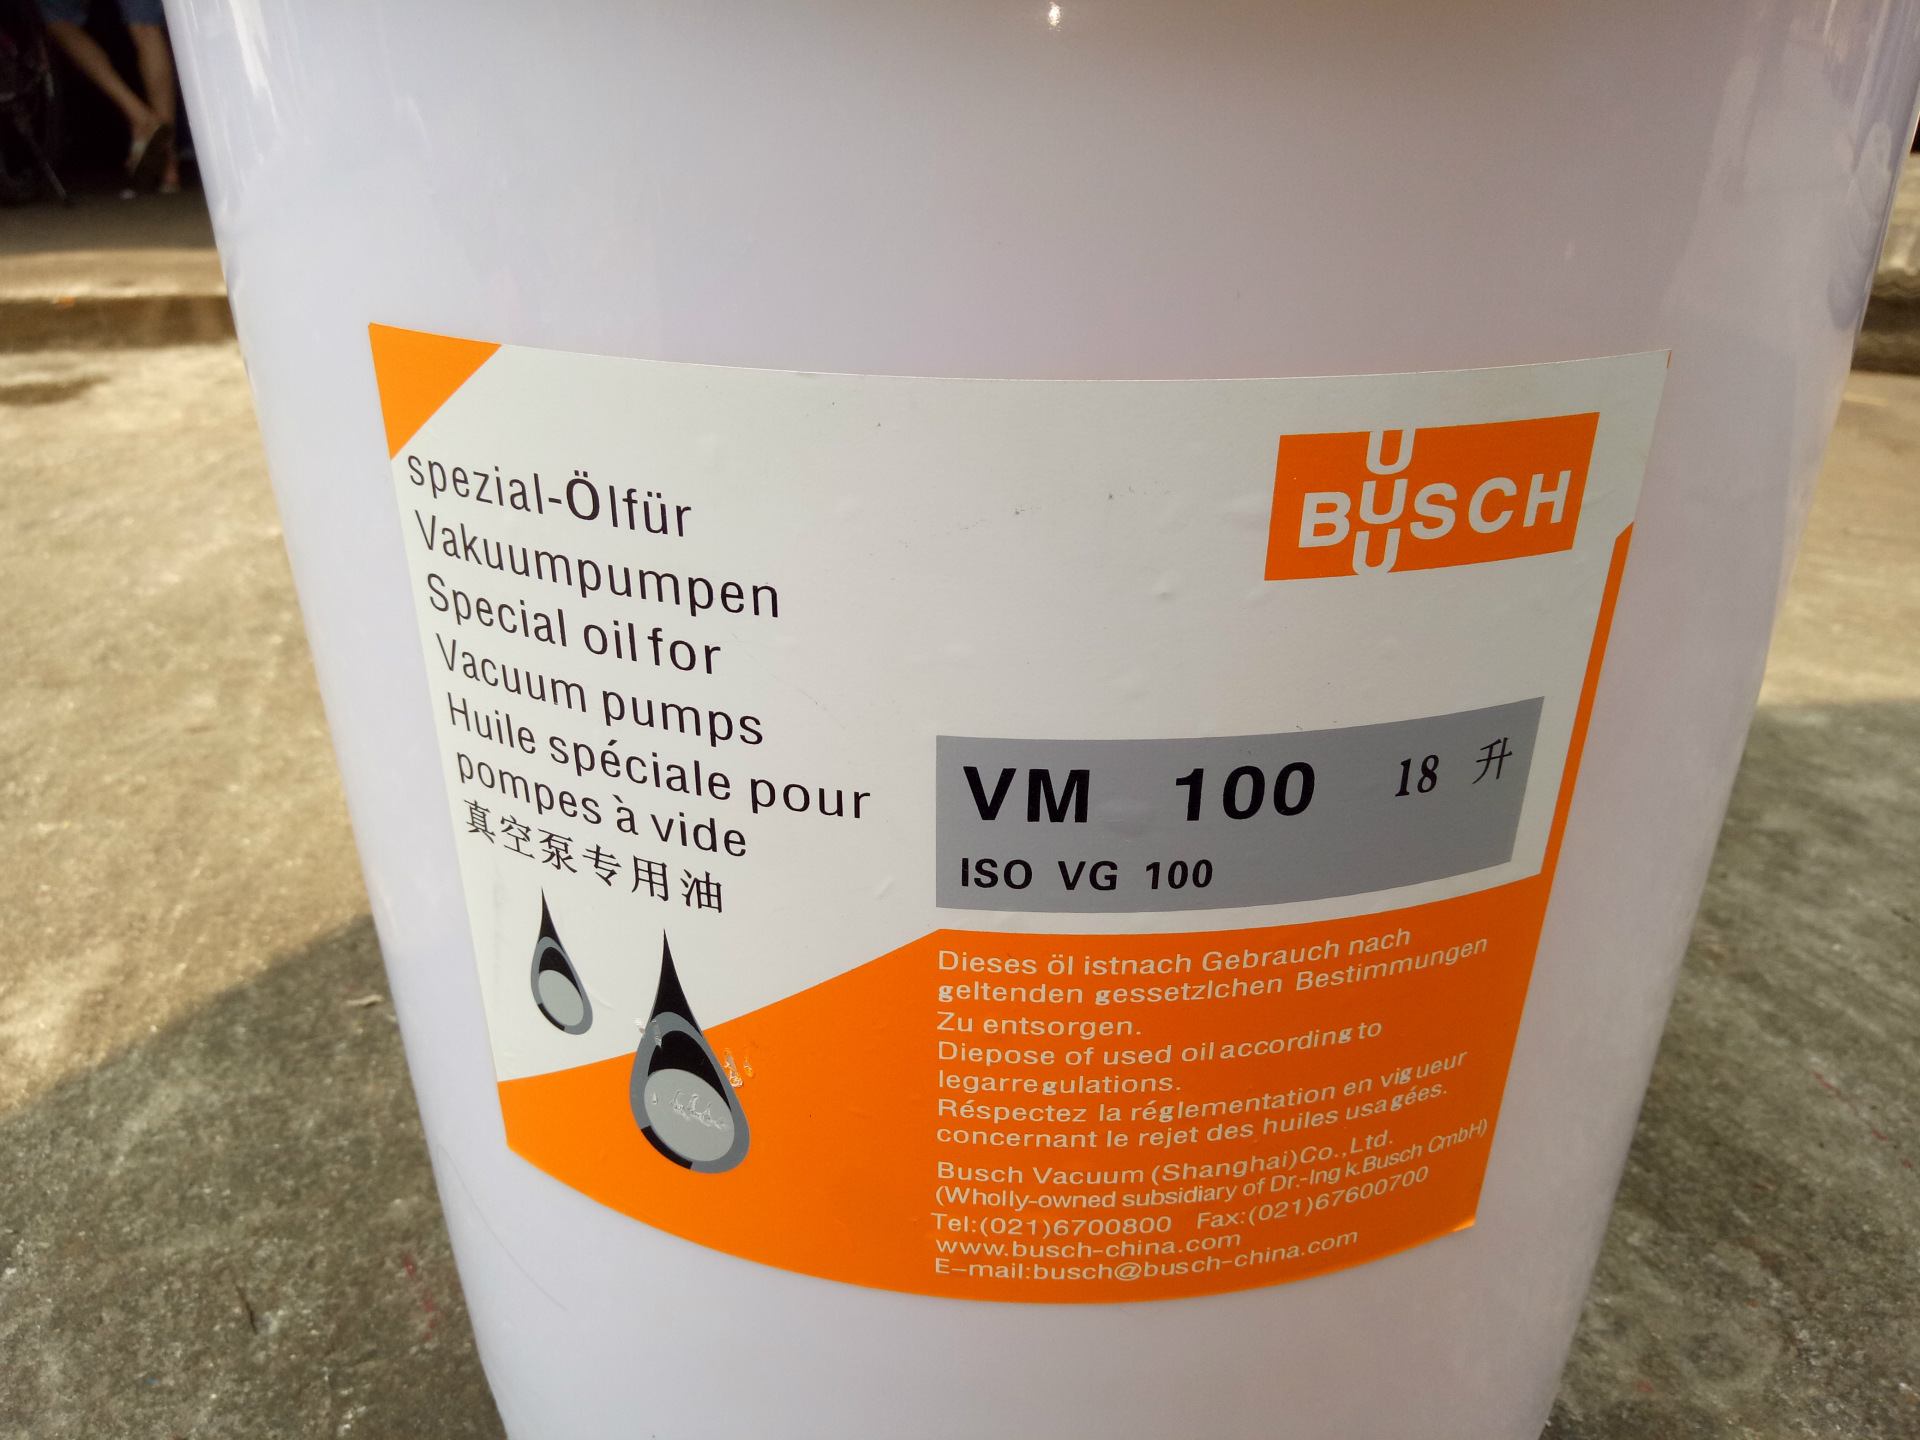 spezial-Ölfür
Vakuumpumpen
Special oil for
Vacuum pumps
Huile spéciale pour
pompes à vide
真空泵专用油
BUSCH
U
U
VM 100 18 升
ISO VG 100
Dieses öl istnach Gebrauch nach
geltenden gessetzlchen Bestimmungen
Zu entsorgen.
Diepose of used oil according to
legarregulations.
Réspectez la réglementation en vigueur
concernant le rejet des huiles usagées.
Busch Vacuum (Shanghai)Co.,Ltd.
(Wholly-owned subsidiary of Dr.-Ing k.Busch GmbH)
Tel:(021)6700800 Fax:(021)67600700
www.busch-china.com
E-mail:busch@busch-china.com